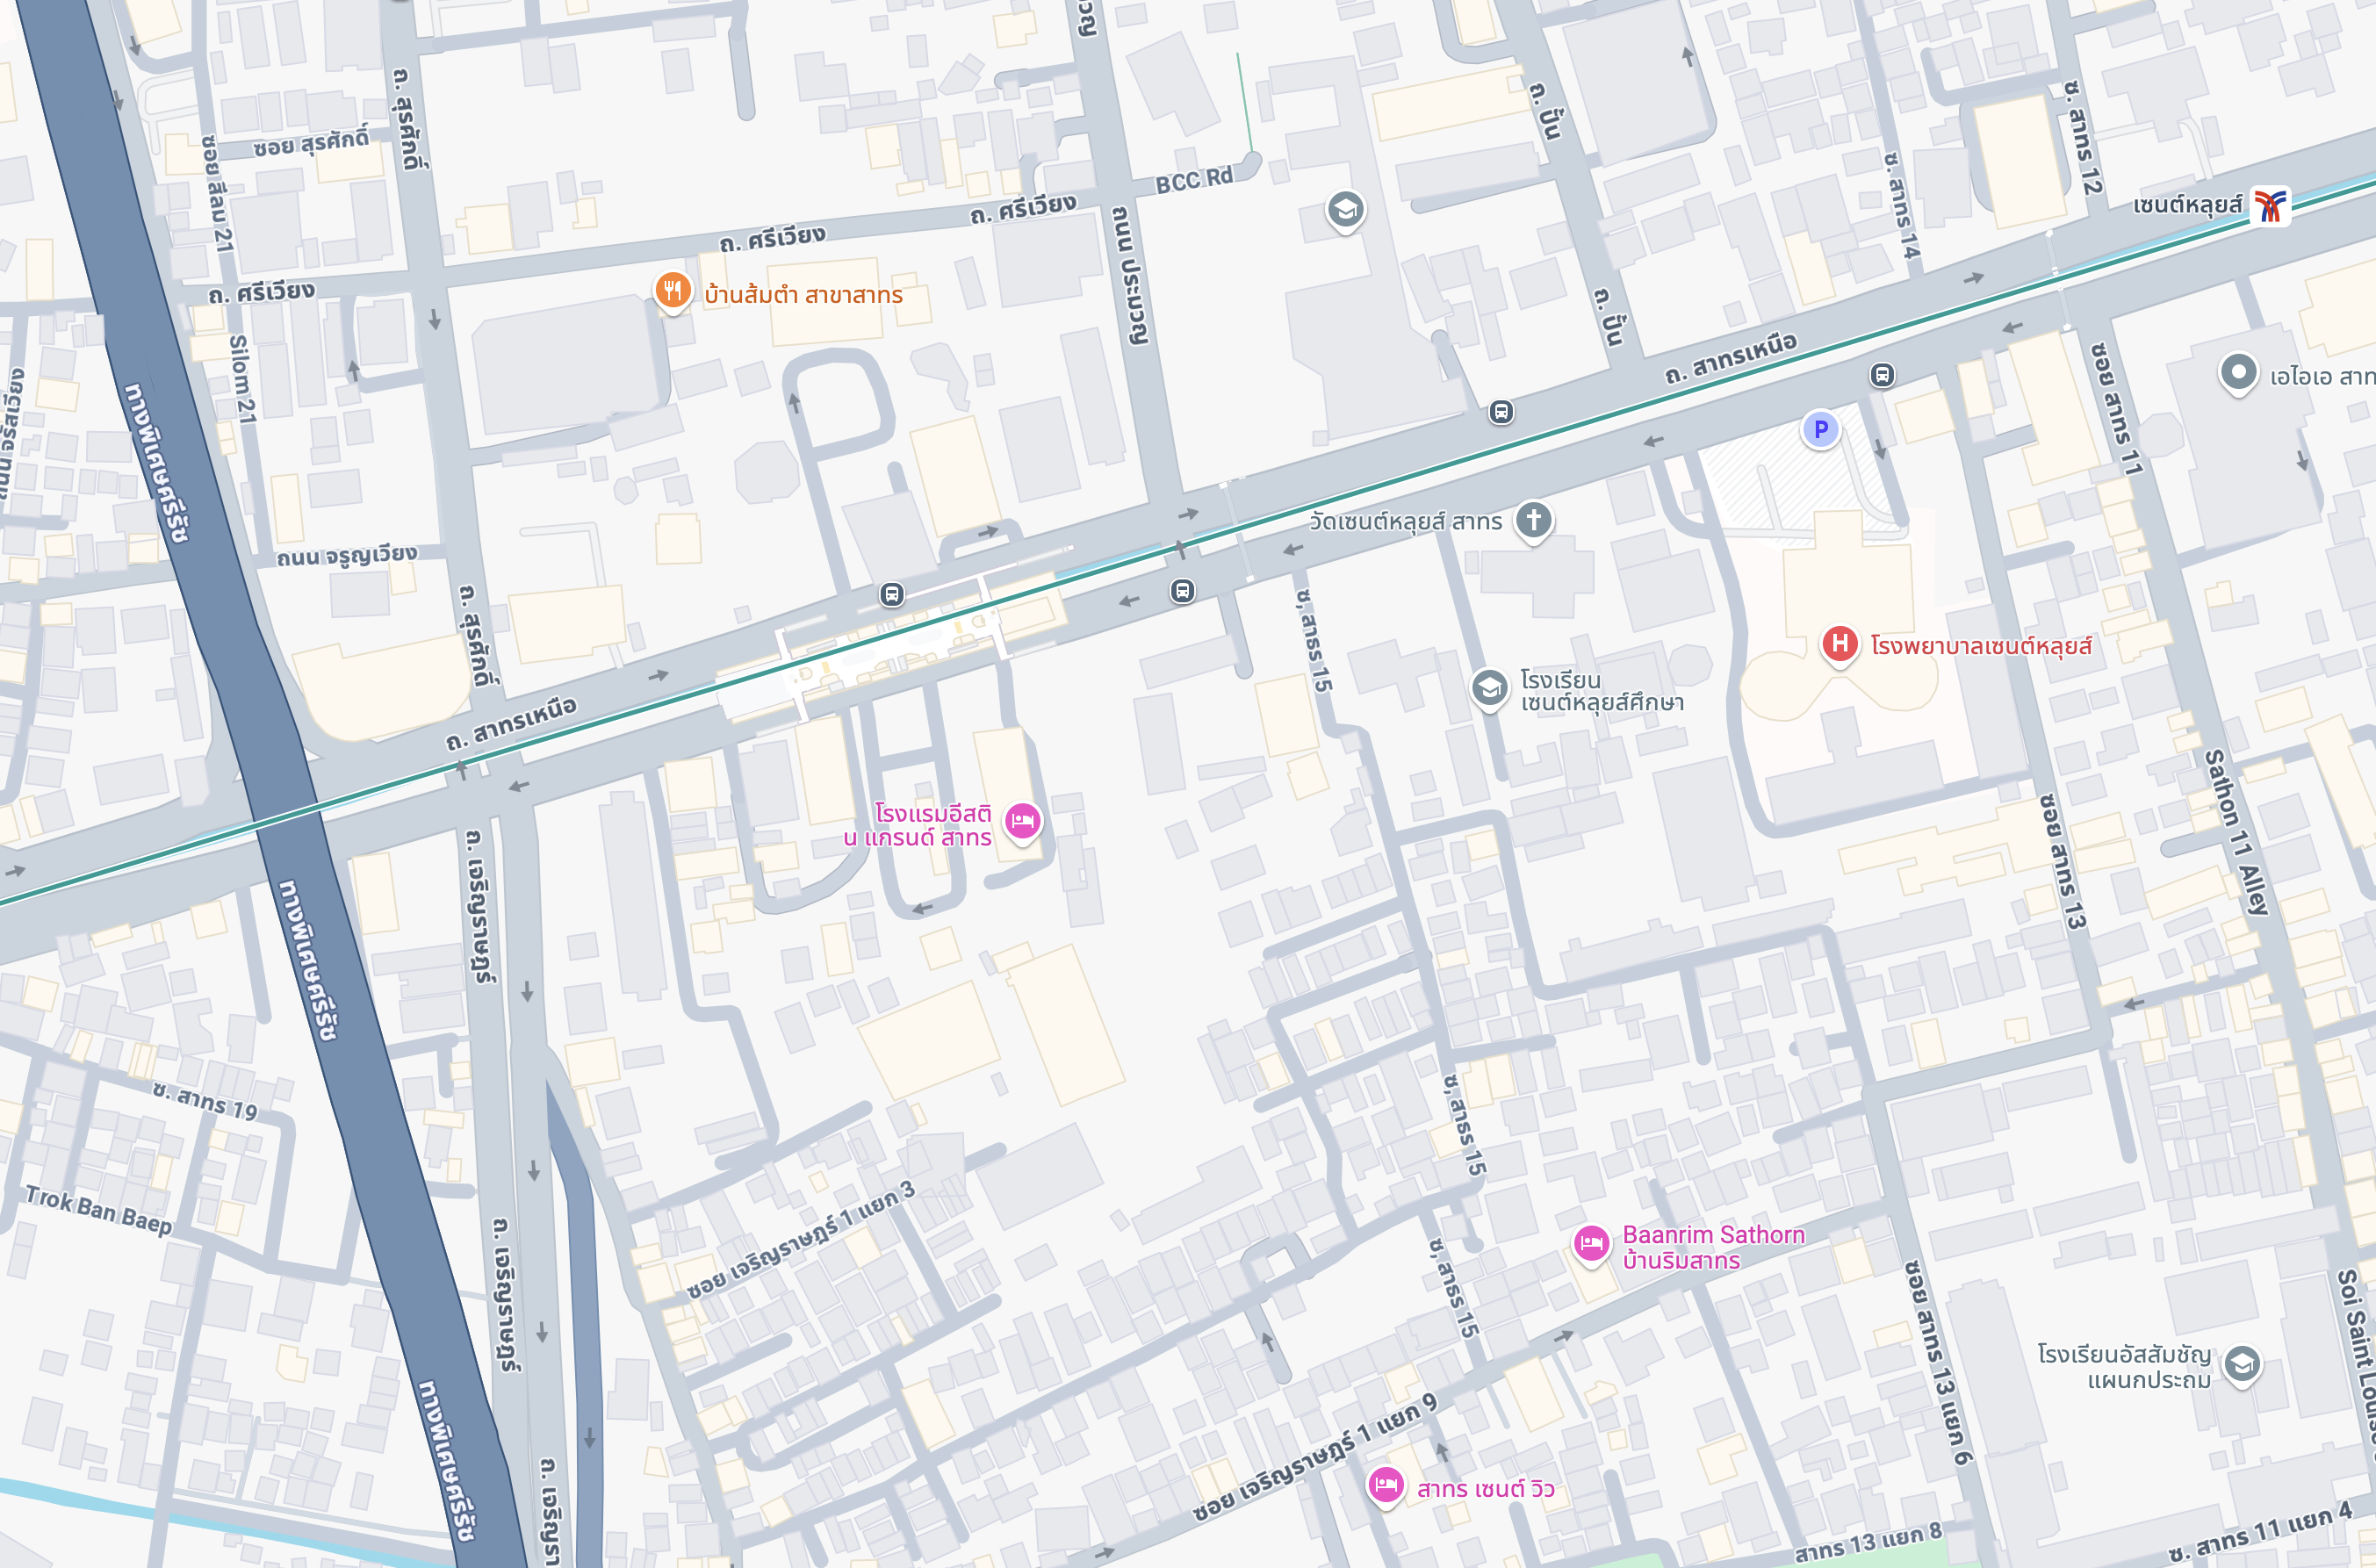 ถ. สุรศักดิ์
ซอย สุรศักดิ์
ซอย สีลม 21
ถ. ศรีเวียง
ถ. ศรีเวียง
ถ. ศรีเวียง
BCC Rd
ถ. ปั้น
ซ. สาทร 12
ซ. สาทร 14
เซนต์หลุยส์
บ้านส้มตำ สาขาสาทร
ถนน ประมวญ
ถ. ปั้น
ถ. สาทรเหนือ
Silom 21
ทางพิเศษศรีรัช
ซอย สาทร 11
วัดเซนต์หลุยส์ สาทร
P
ถนน จรูญเวียง
ถ. สุรศักดิ์
ซ, สาธร 15
H
โรงพยาบาลเซนต์หลุยส์
โรงเรียน
เซนต์หลุยส์ศึกษา
ถ. สาทรเหนือ
โรงแรมอีสติ
น แกรนด์ สาทร
ถ. เจริญราษฎร์
ทางพิเศษศรีรัช
ซอย สาทร 13
Sathon 11 Alley
ซ. สาทร 19
ซ, สาธร 15
Trok Ban Baep
ซอย เจริญราษฎร์ 1 แยก 3
ถ. เจริญราษฎร์
Baanrim Sathorn
บ้านริมสาทร
ซ, สาธร 15
ซอย สาทร 13 แยก 6
โรงเรียนอัสสัมชัญ
แผนกประถม
ทางพิเศษศรีรัช
ซอย เจริญราษฎร์ 1 แยก 9
สาทร เซนต์ วิว
สาทร 13 แยก 8
ซ. สาทร 11 แยก 4